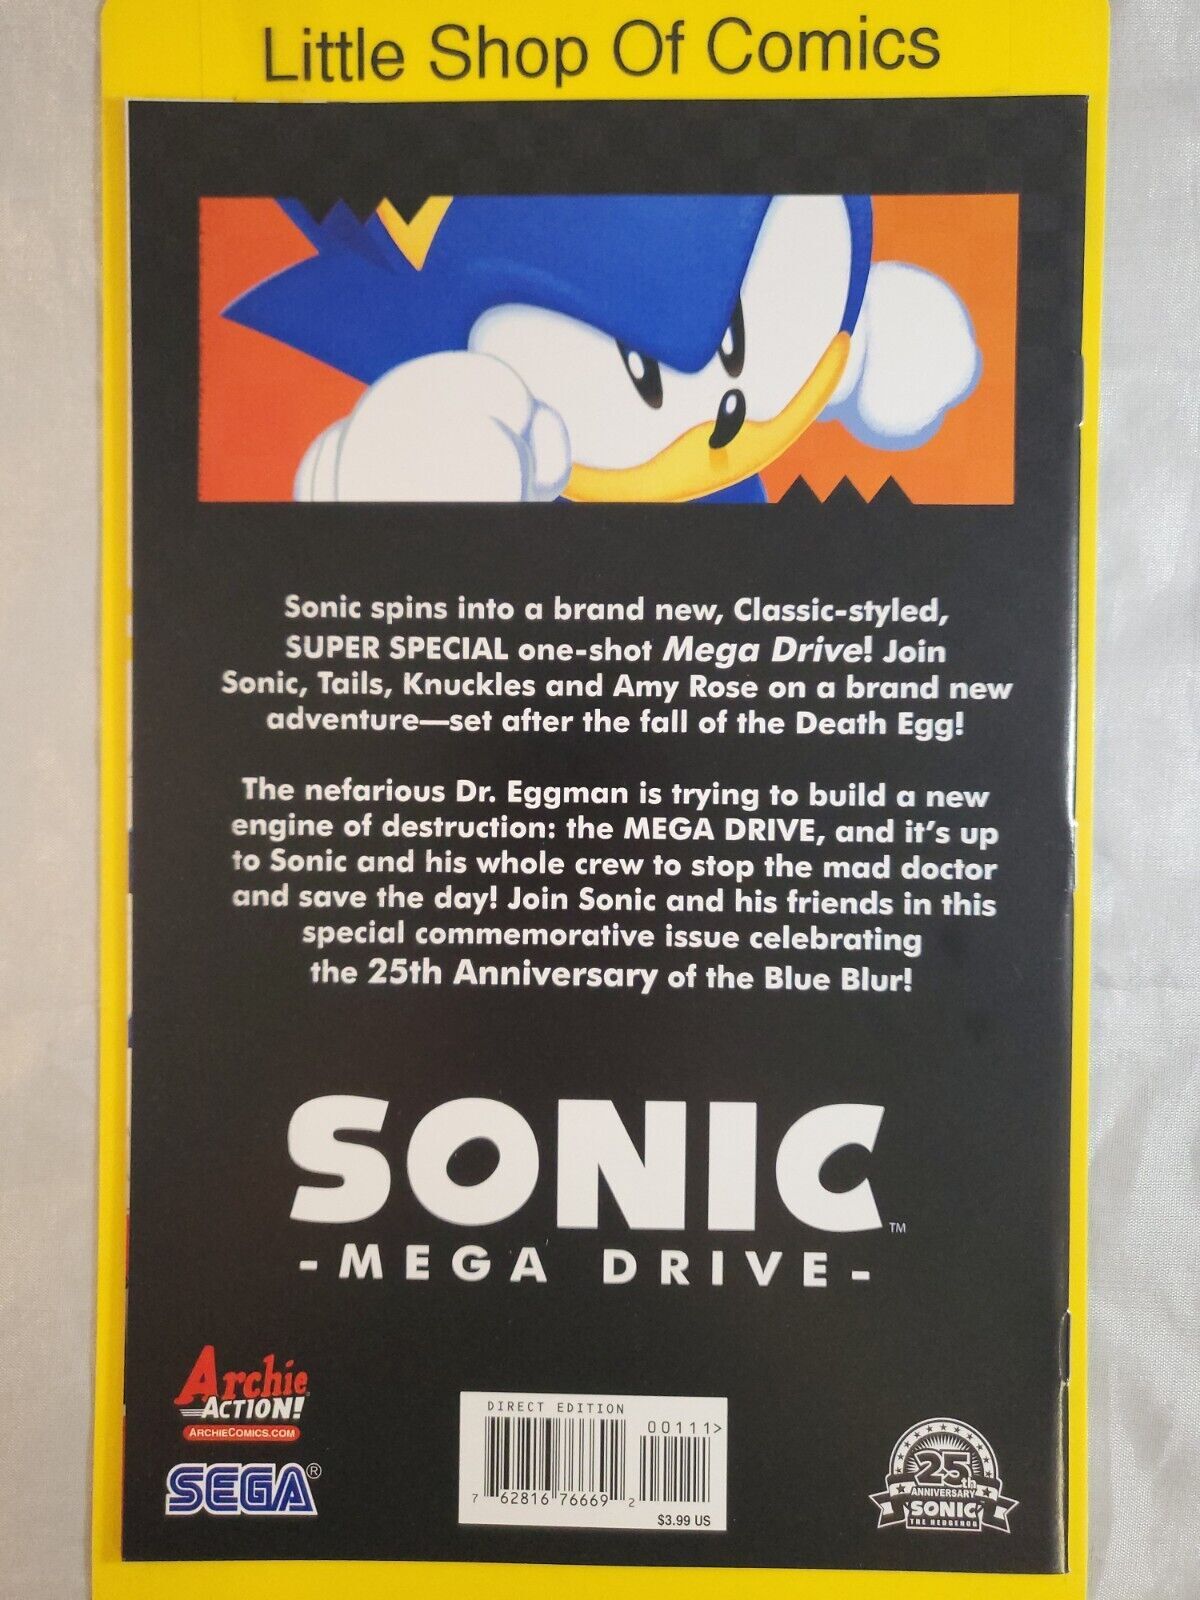 Little Shop Of Comics
Sonic spins into a brand new, Classic-styled,
SUPER SPECIAL one-shot Mega Drive! Join
Sonic, Tails, Knuckles and Amy Rose on a brand new
adventure—set after the fall of the Death Egg!
The nefarious Dr. Eggman is trying to build a new
engine of destruction: the MEGA DRIVE, and it's up
to Sonic and his whole crew to stop the mad doctor
and save the day! Join Sonic and his friends in this
special commemorative issue celebrating
the 25th Anniversary of the Blue Blur!
SONIC™
- MEGA DRIVE -
Archie
ACTION!
ARCHIECOMICS.COM
SEGA®
DIRECT EDITION
00111>
7 62816 76669 2
$3.99 US
25th
ANNIVERSARY
SONIC
THE HEDGEHOG